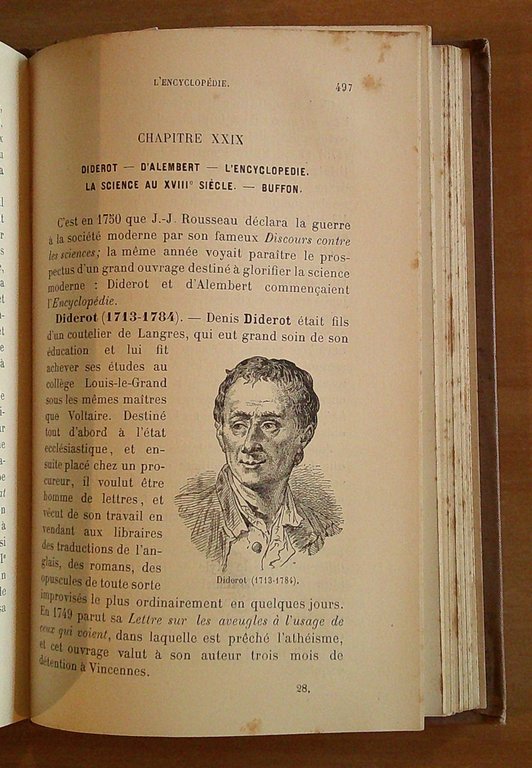 L'ENCYCLOPÉDIE. 497
CHAPITRE XXIX
DIDEROT — D'ALEMBERT — L'ENCYCLOPEDIE.
LA SCIENCE AU XVIIIᵉ SIÈCLE. — BUFFON.
C'est en 1750 que J.-J. Rousseau déclara la guerre
à la société moderne par son fameux Discours contre
les sciences; la même année voyait paraître le pros-
pectus d'un grand ouvrage destiné à glorifier la science
moderne : Diderot et d'Alembert commençaient
l'Encyclopédie.
Diderot (1713-1784). — Denis Diderot était fils
d'un coutelier de Langres, qui eut grand soin de son
éducation et lui fit
achever ses études au
collège Louis-le-Grand
sous les mêmes maîtres
que Voltaire. Destiné
tout d'abord à l'état
ecclésiastique, et en-
suite placé chez un pro-
cureur, il voulut être
homme de lettres, et
vécut de son travail en
vendant aux libraires
des traductions de l'an-
glais, des romans, des
opuscules de toute sorte
Diderot (1713-1784).
improvisés le plus ordinairement en quelques jours.
En 1749 parut sa Lettre sur les aveugles à l'usage de
ceux qui voient, dans laquelle est prêché l'athéisme,
et cet ouvrage valut à son auteur trois mois de
détention à Vincennes.
28.